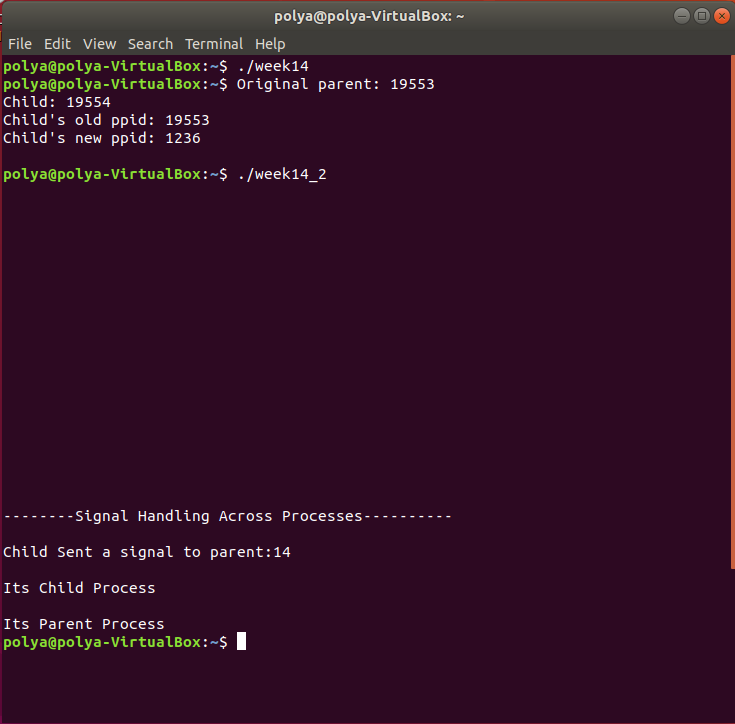 polya@polya-VirtualBox: ~
File Edit View Search Terminal Help
polya@polya-VirtualBox:~$ ./week14
polya@polya-VirtualBox:~$ Original parent: 19553
Child: 19554
Child's old ppid: 19553
Child's new ppid: 1236
polya@polya-VirtualBox:~$ ./week14_2
--------Signal Handling Across Processes----------
Child Sent a signal to parent:14
Its Child Process
Its Parent Process
polya@polya-VirtualBox:~$